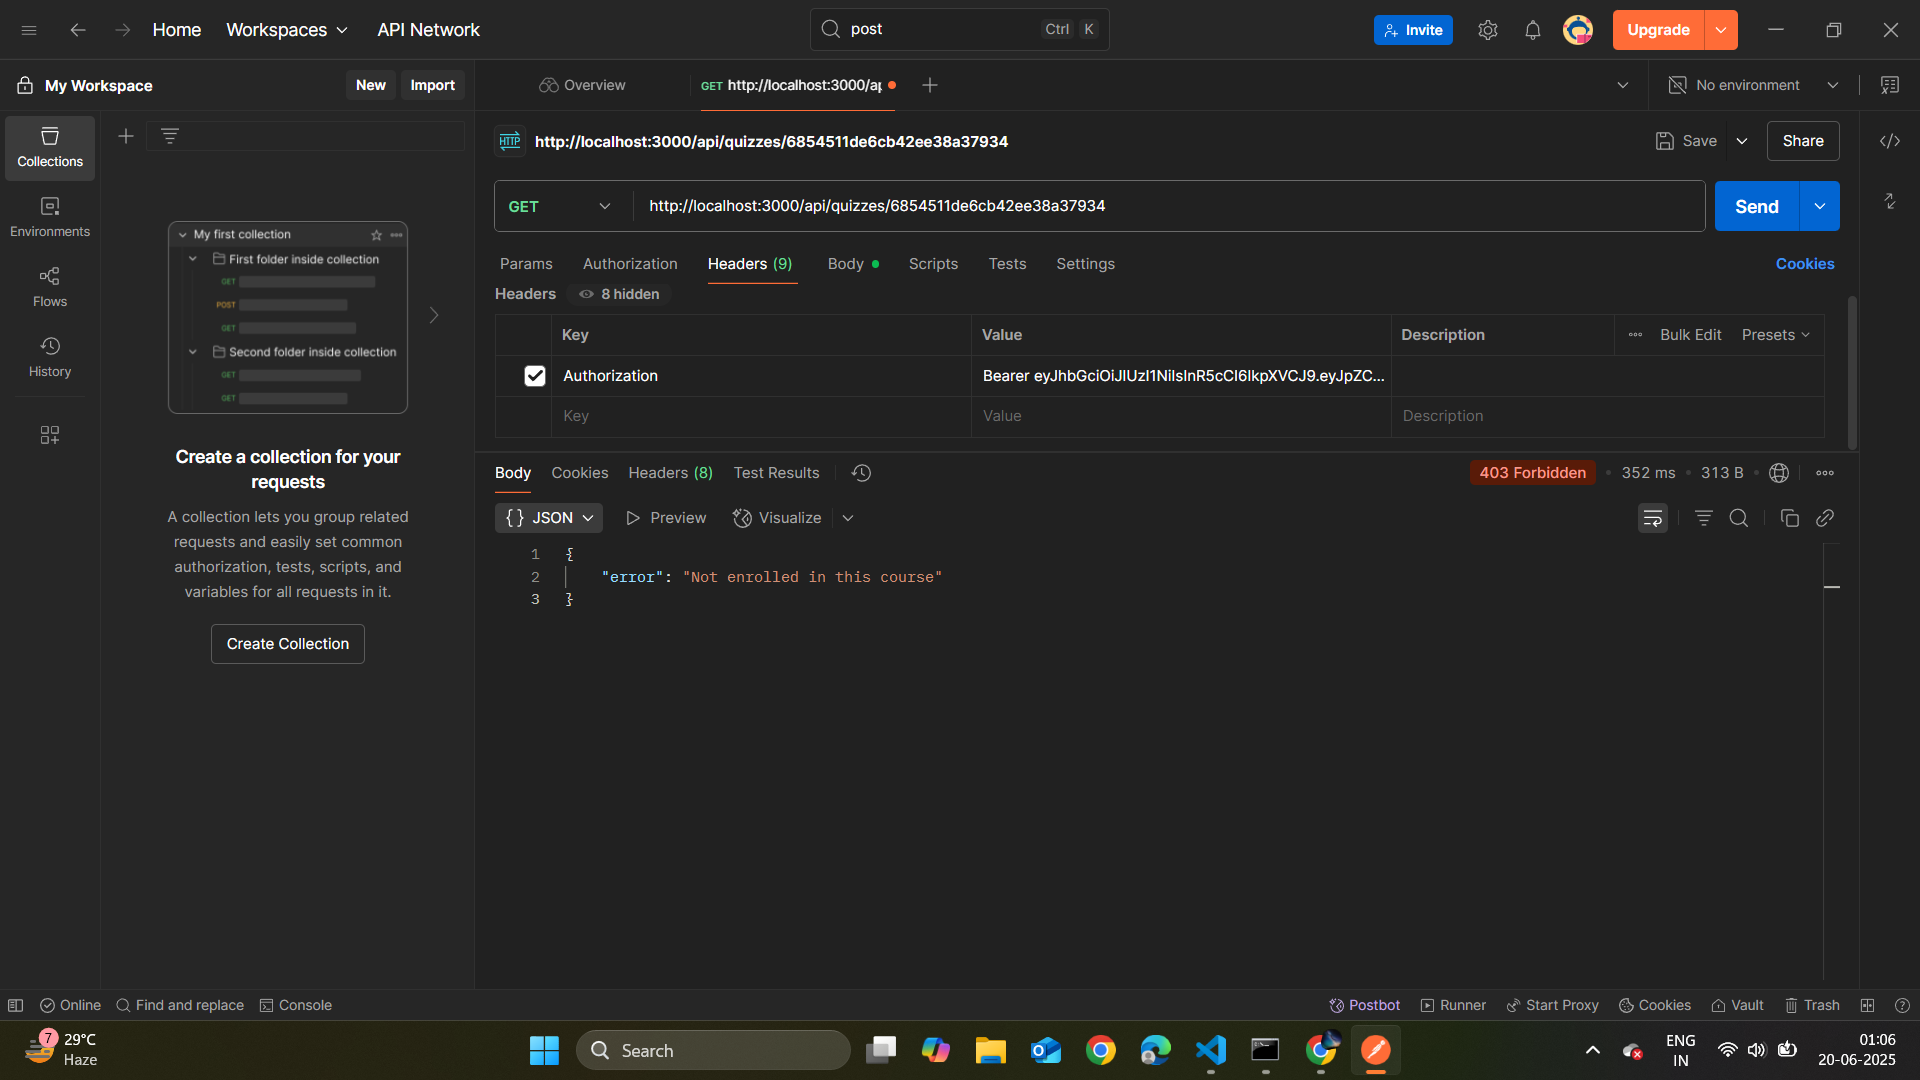 Home
Workspaces
API Network
post
Ctrl
K
Invite
Upgrade
My Workspace
New
Import
Overview
GET http://localhost:3000/ap
No environment
Collections
Environments
Flows
History
My first collection
First folder inside collection
GET
POST
GET
Second folder inside collection
GET
GET
Create a collection for your
requests
A collection lets you group related
requests and easily set common
authorization, tests, scripts, and
variables for all requests in it.
Create Collection
HTTP
http://localhost:3000/api/quizzes/6854511de6cb42ee38a37934
Save
Share
GET
http://localhost:3000/api/quizzes/6854511de6cb42ee38a37934
Send
Params
Authorization
Headers (9)
Body
Scripts
Tests
Settings
Cookies
Headers
8 hidden
Key
Value
Description
Bulk Edit
Presets
Authorization
Bearer eyJhbGciOiJIUzI1NiIsInR5cCI6IkpXVCJ9.eyJpZC...
Key
Value
Description
Body
Cookies
Headers (8)
Test Results
403 Forbidden
352 ms
313 B
{} JSON
Preview
Visualize
1 {
2 "error": "Not enrolled in this course"
3 }
Online
Find and replace
Console
Postbot
Runner
Start Proxy
Cookies
Vault
Trash
7
29°C
Haze
Search
ENG
IN
01:06
20-06-2025